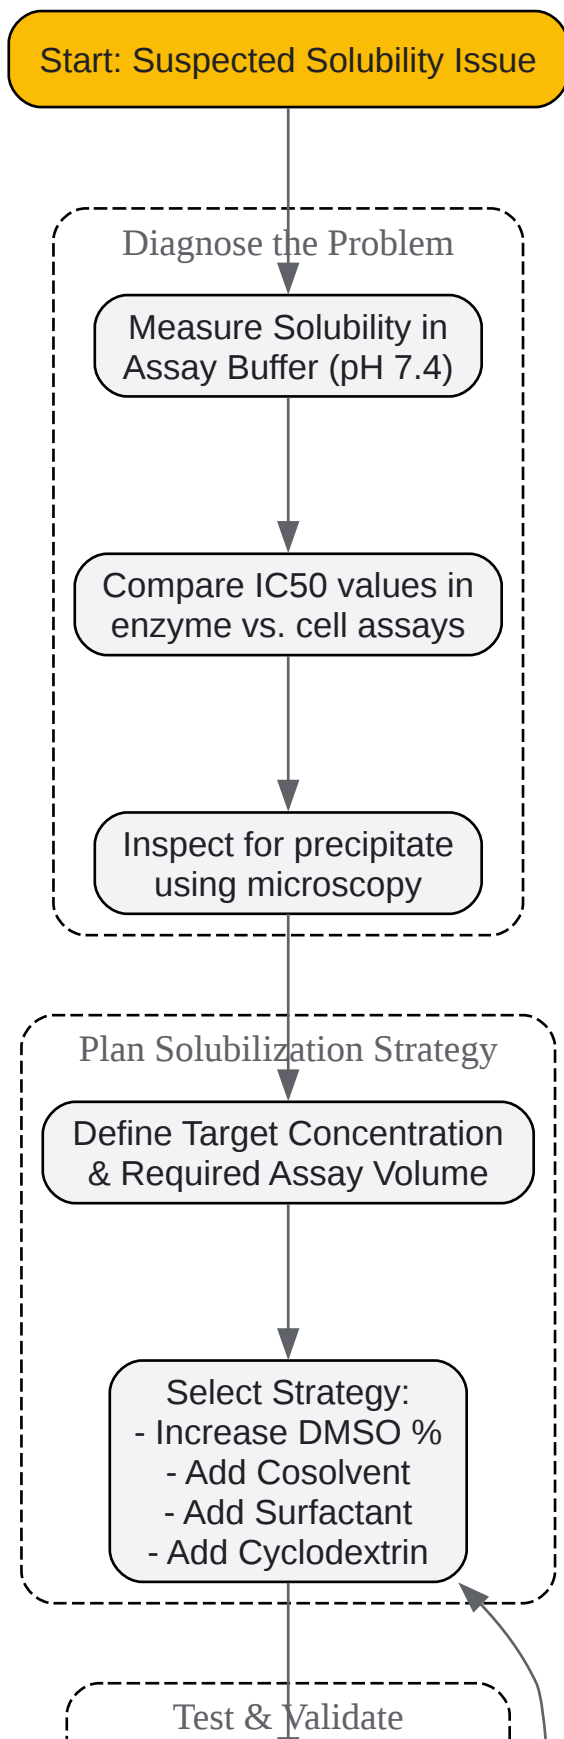 Start: Suspected Solubility Issue
Diagnose the Problem
Measure Solubility in
Assay Buffer (pH 7.4)
Compare IC50 values in
enzyme vs. cell assays
Inspect for precipitate
using microscopy
Plan Solubilization Strategy
Define Target Concentration
& Required Assay Volume
Select Strategy:
- Increase DMSO %
- Add Cosolvent
- Add Surfactant
- Add Cyclodextrin
Test & Validate